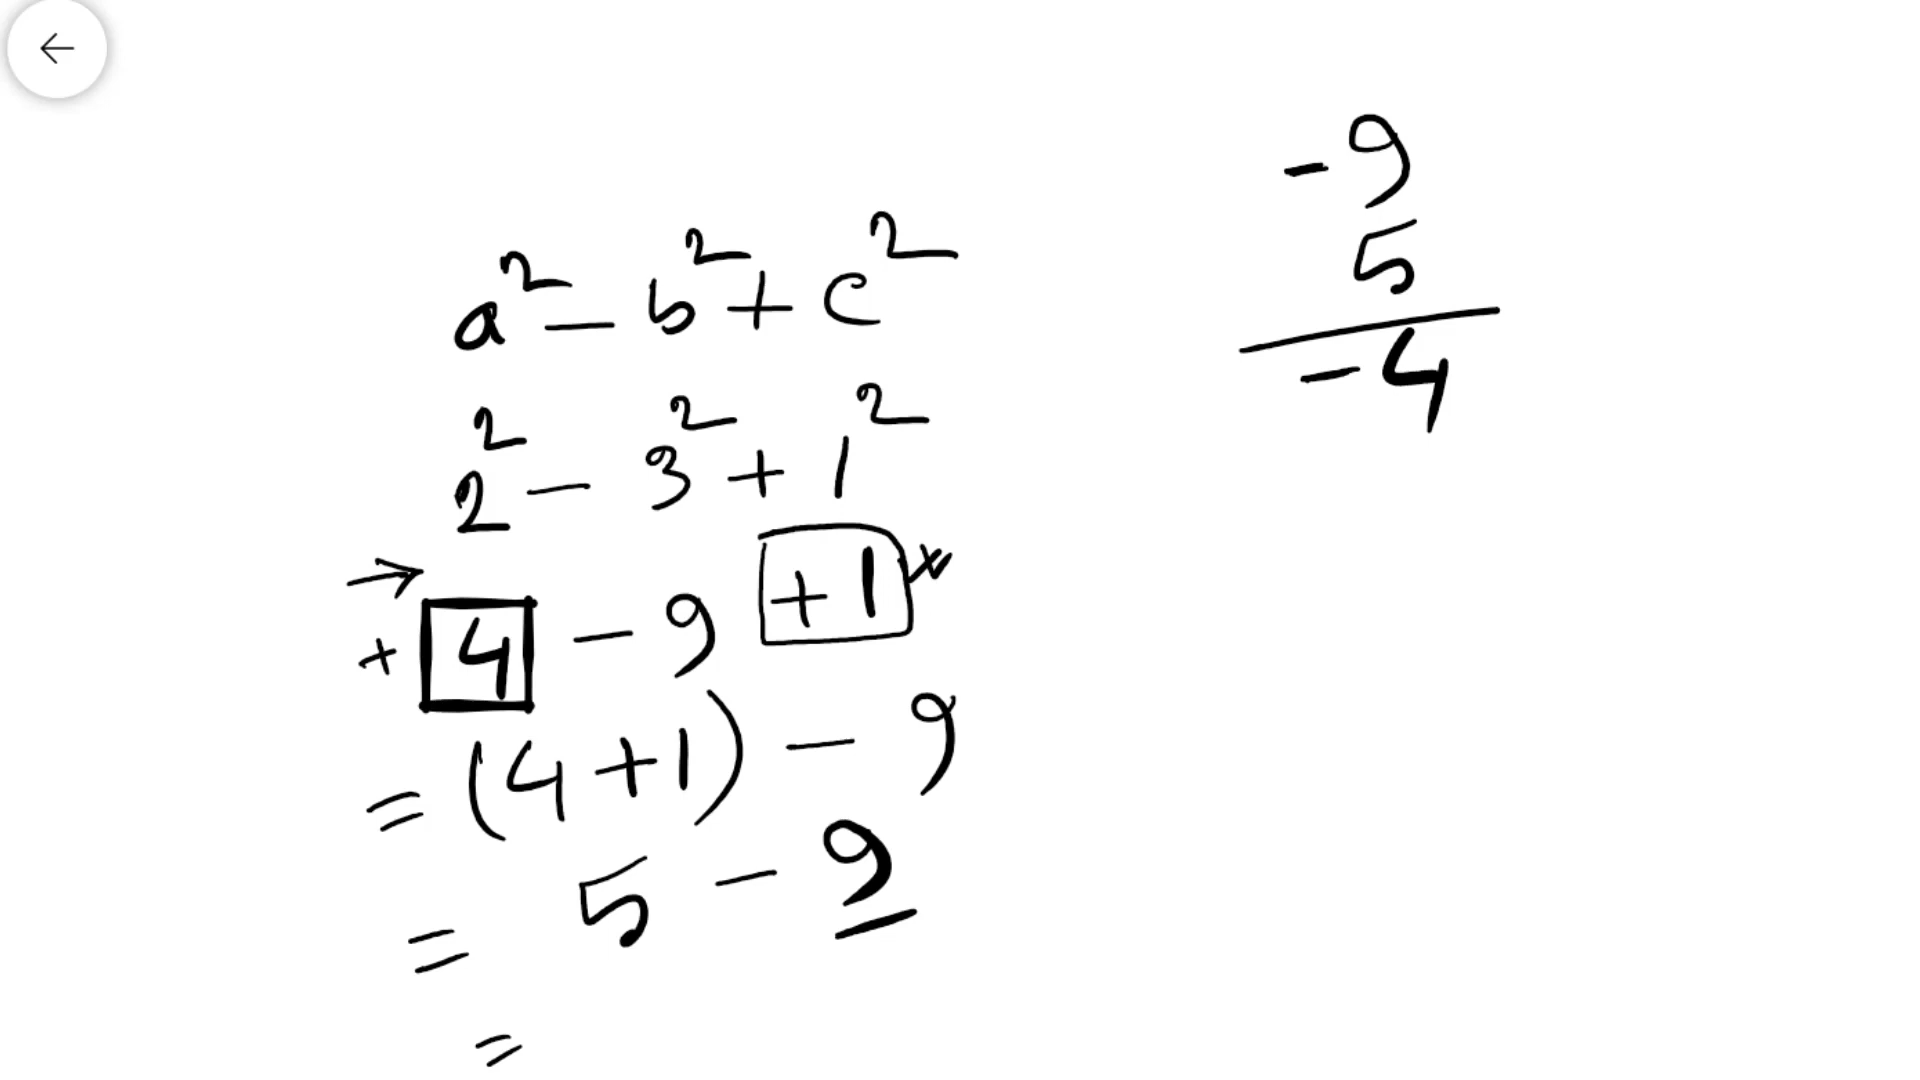 a² - b² + c²
2² - 3² + 1²
→
+ 4 - 9 + 1
= (4 + 1) - 9
= 5 - 9
=
- 9
5
- 4